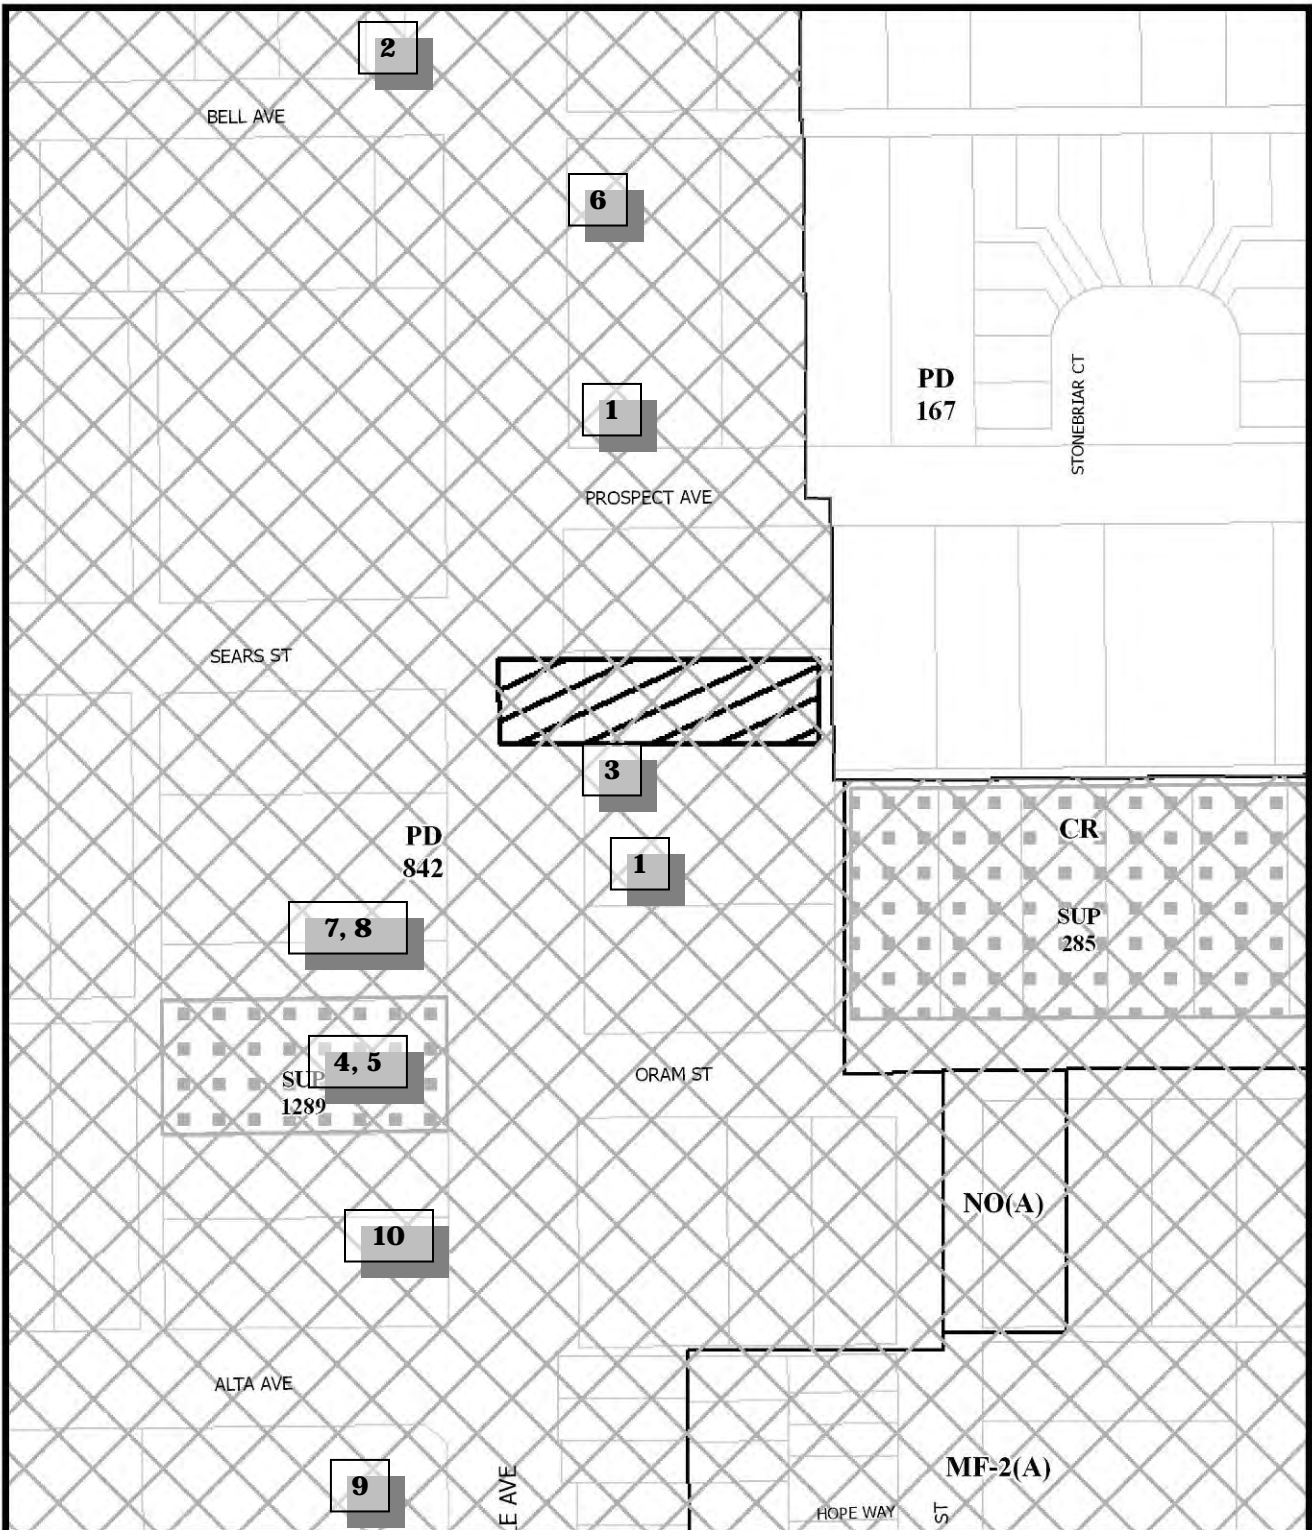 2
BELL AVE
6
PD
167
STONEBRIAR CT
1
PROSPECT AVE
SEARS ST
3
PD
842
1
CR
7, 8
SUP
285
4, 5
SUP
1289
ORAM ST
10
NO(A)
ALTA AVE
MF-2(A)
9
LE AVE
HOPE WAY
ST